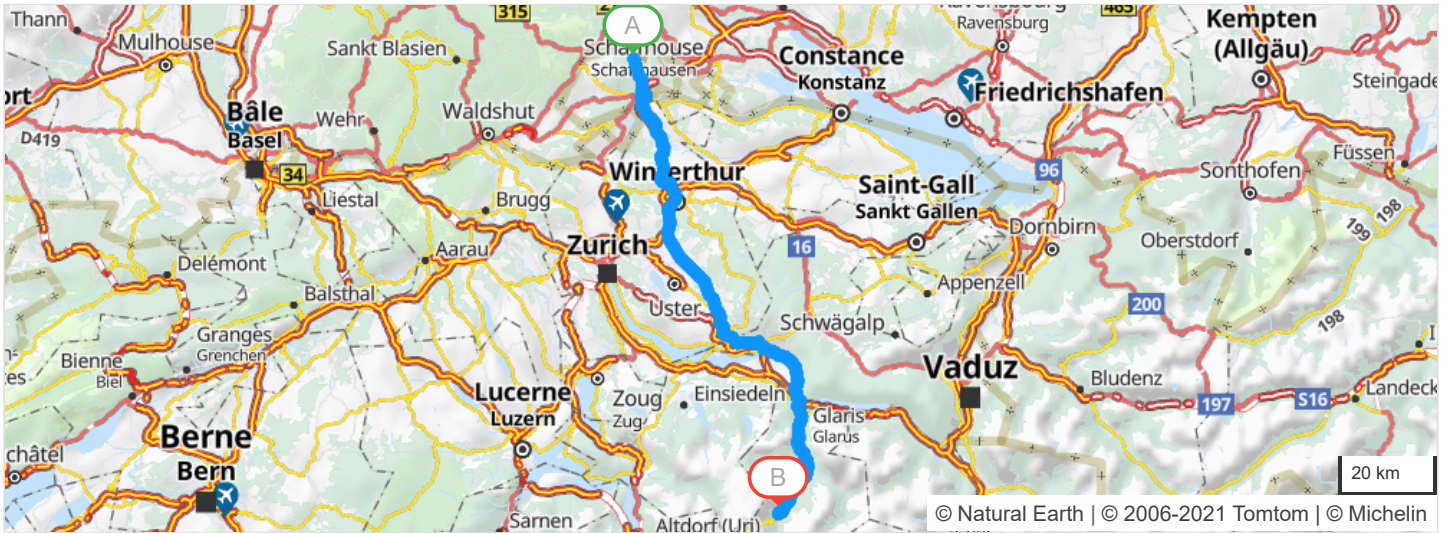 315
2
465
Ravensbourg
Ravensburg
Kempten
(Allgäu)
Thann
Mulhouse
Sankt Blasien
A
Schaffhouse
Schaffhausen
Constance
Konstanz
Steingade
ort
Bâle
Basel
Wehr
Waldshut
Friedrichshafen
D419
34
Winterthur
96
Sonthofen
Füssen
Liestal
Brugg
Saint-Gall
Sankt Gallen
199
198
Zurich
16
Dornbirn
Oberstdorf
Delémont
Aarau
Uster
Appenzell
Balsthal
200
198
Granges
Grenchen
Schwägalp
Bienne
Biel
es
Vaduz
Bludenz
Landeck
197
S16
Lucerne
Luzern
Zoug
Zug
Einsiedeln
Glaris
Glarus
Berne
Bern
châtel
B
20 km
Sarnen
Altdorf (Uri)
© Natural Earth | © 2006-2021 Tomtom | © Michelin